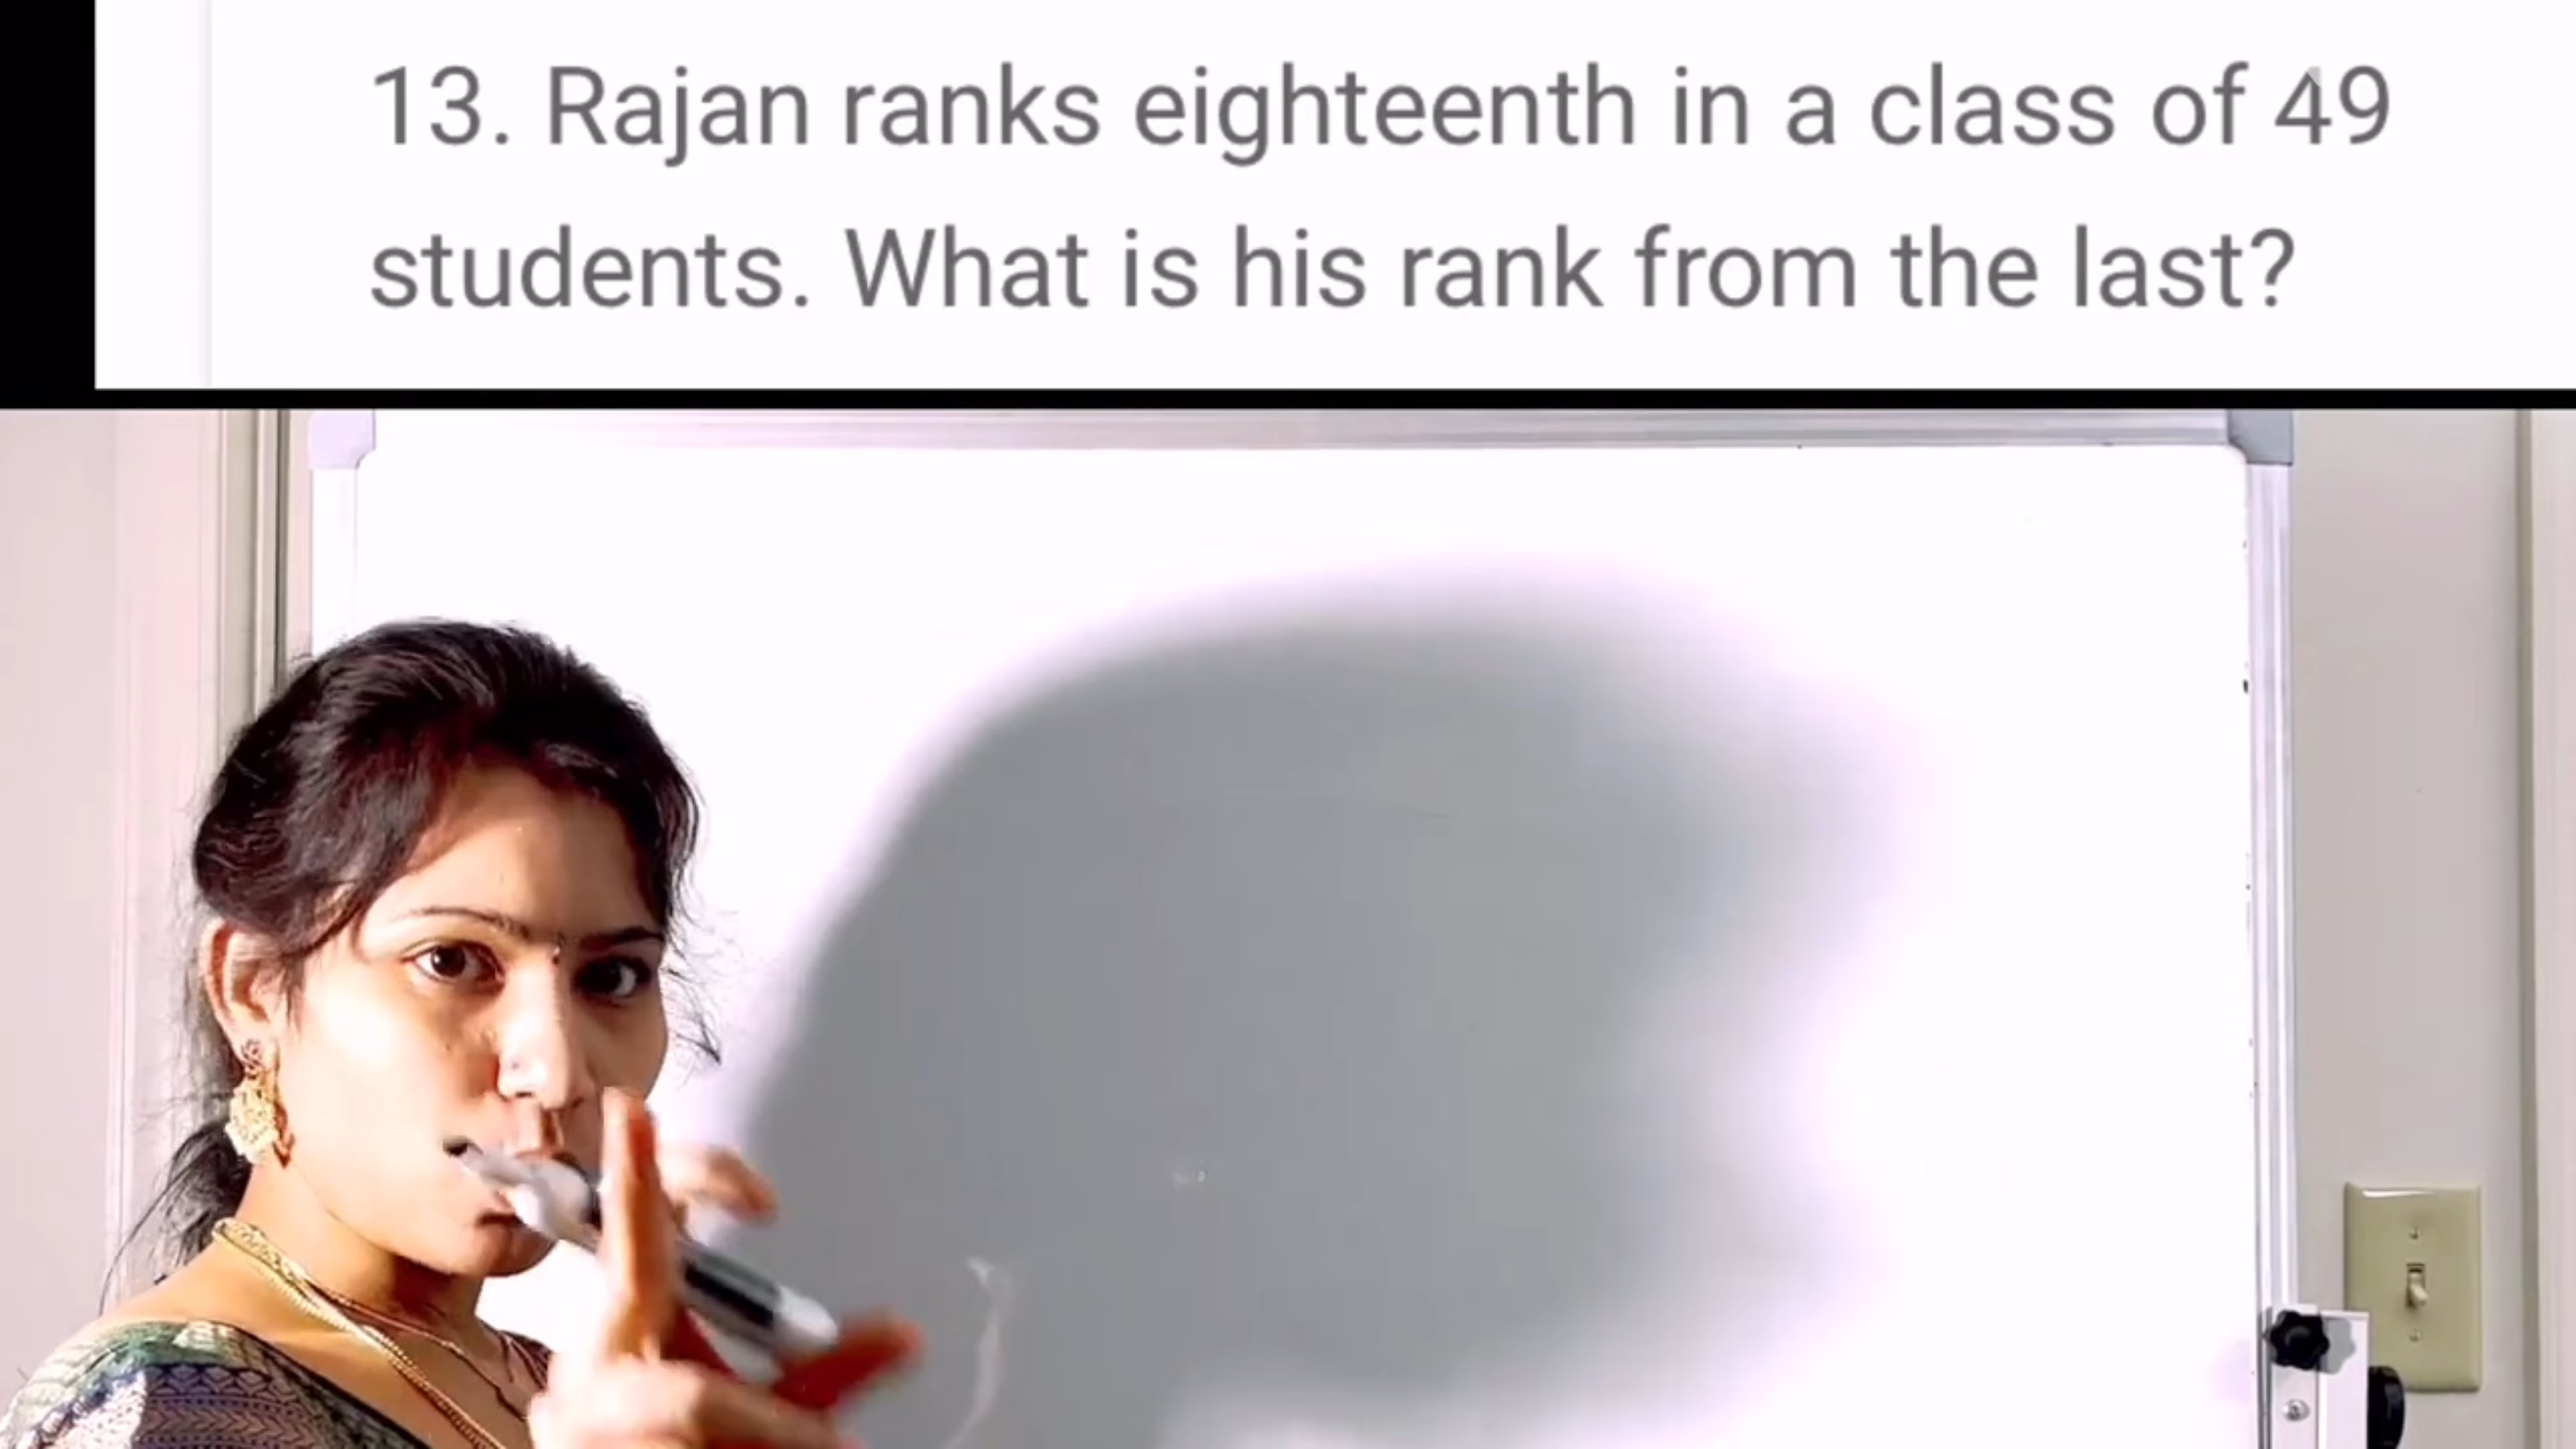 13. Rajan ranks eighteenth in a class of 49
students. What is his rank from the last?